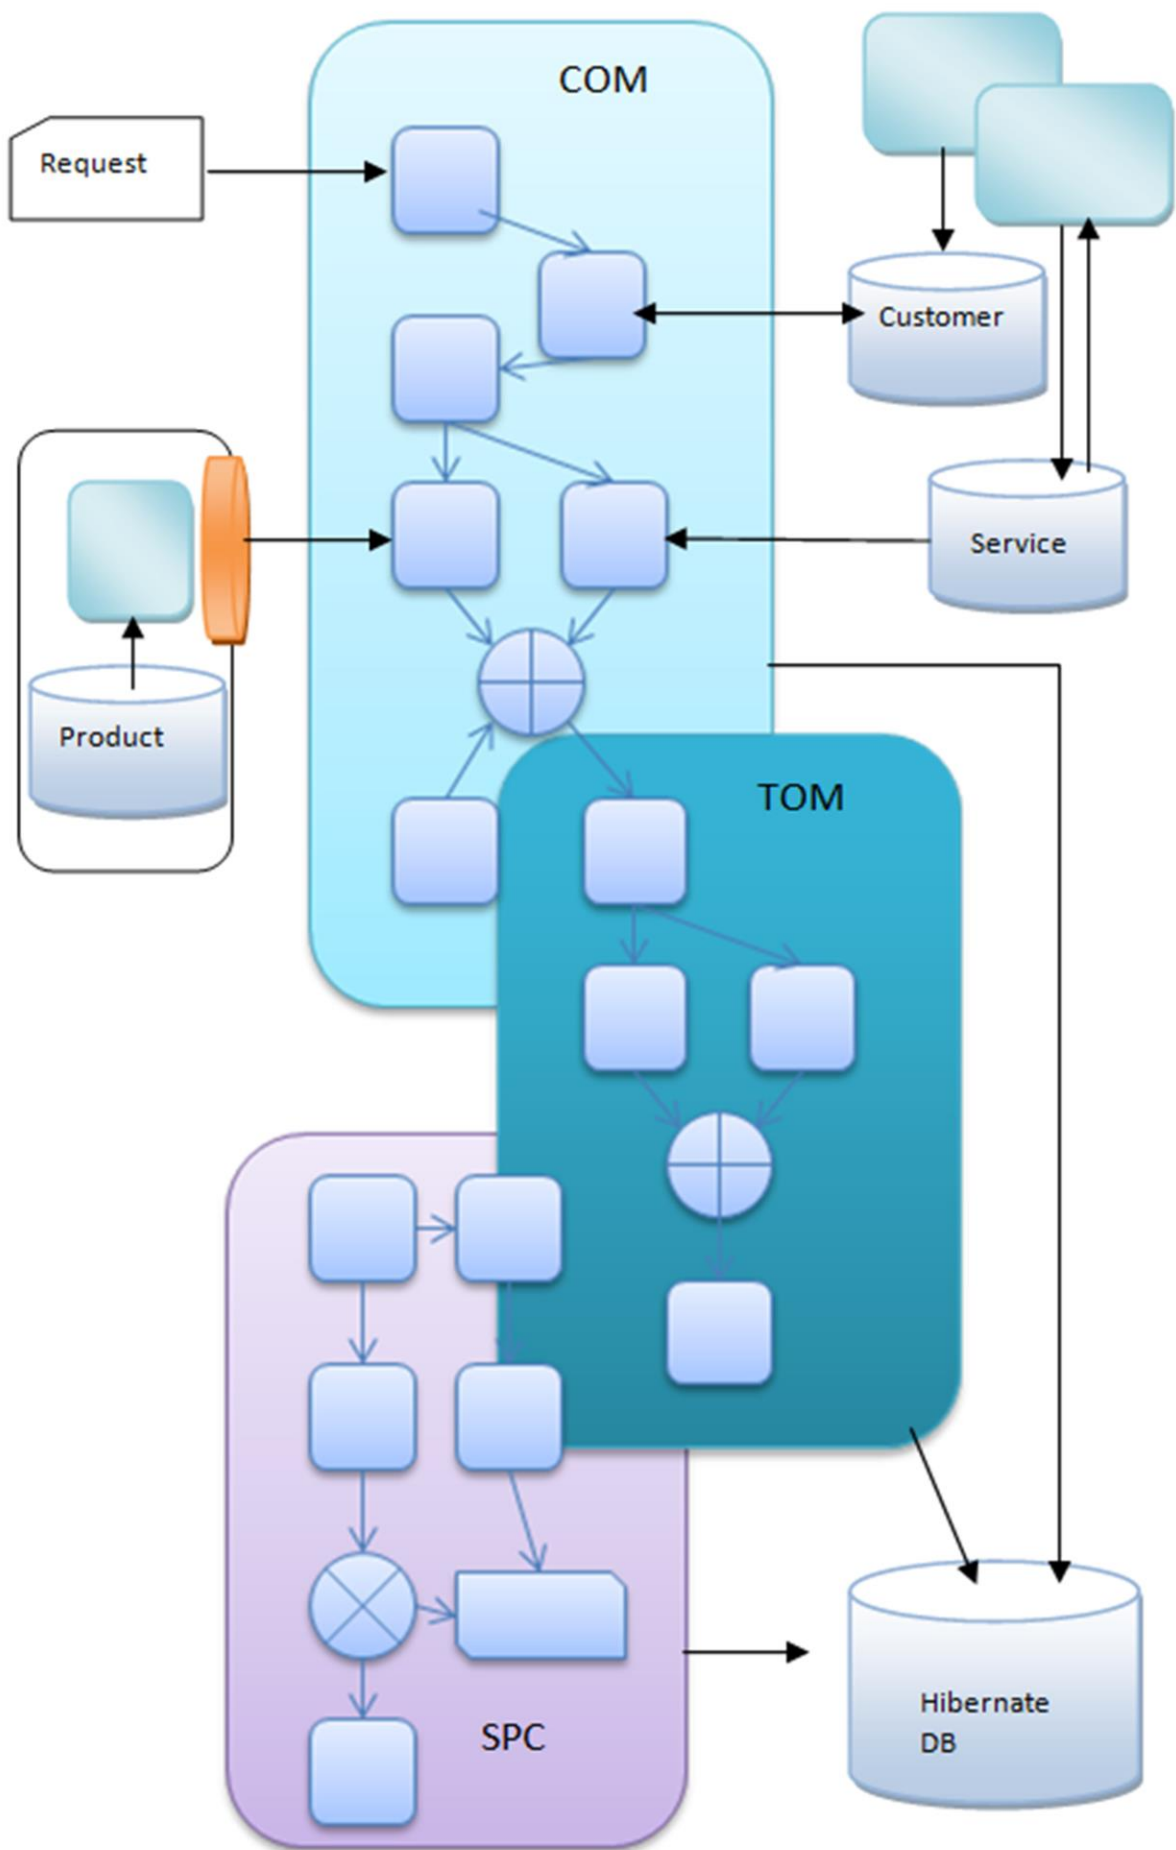 COM
Request
Customer
Service
Product
TOM
SPC
Hibernate
DB